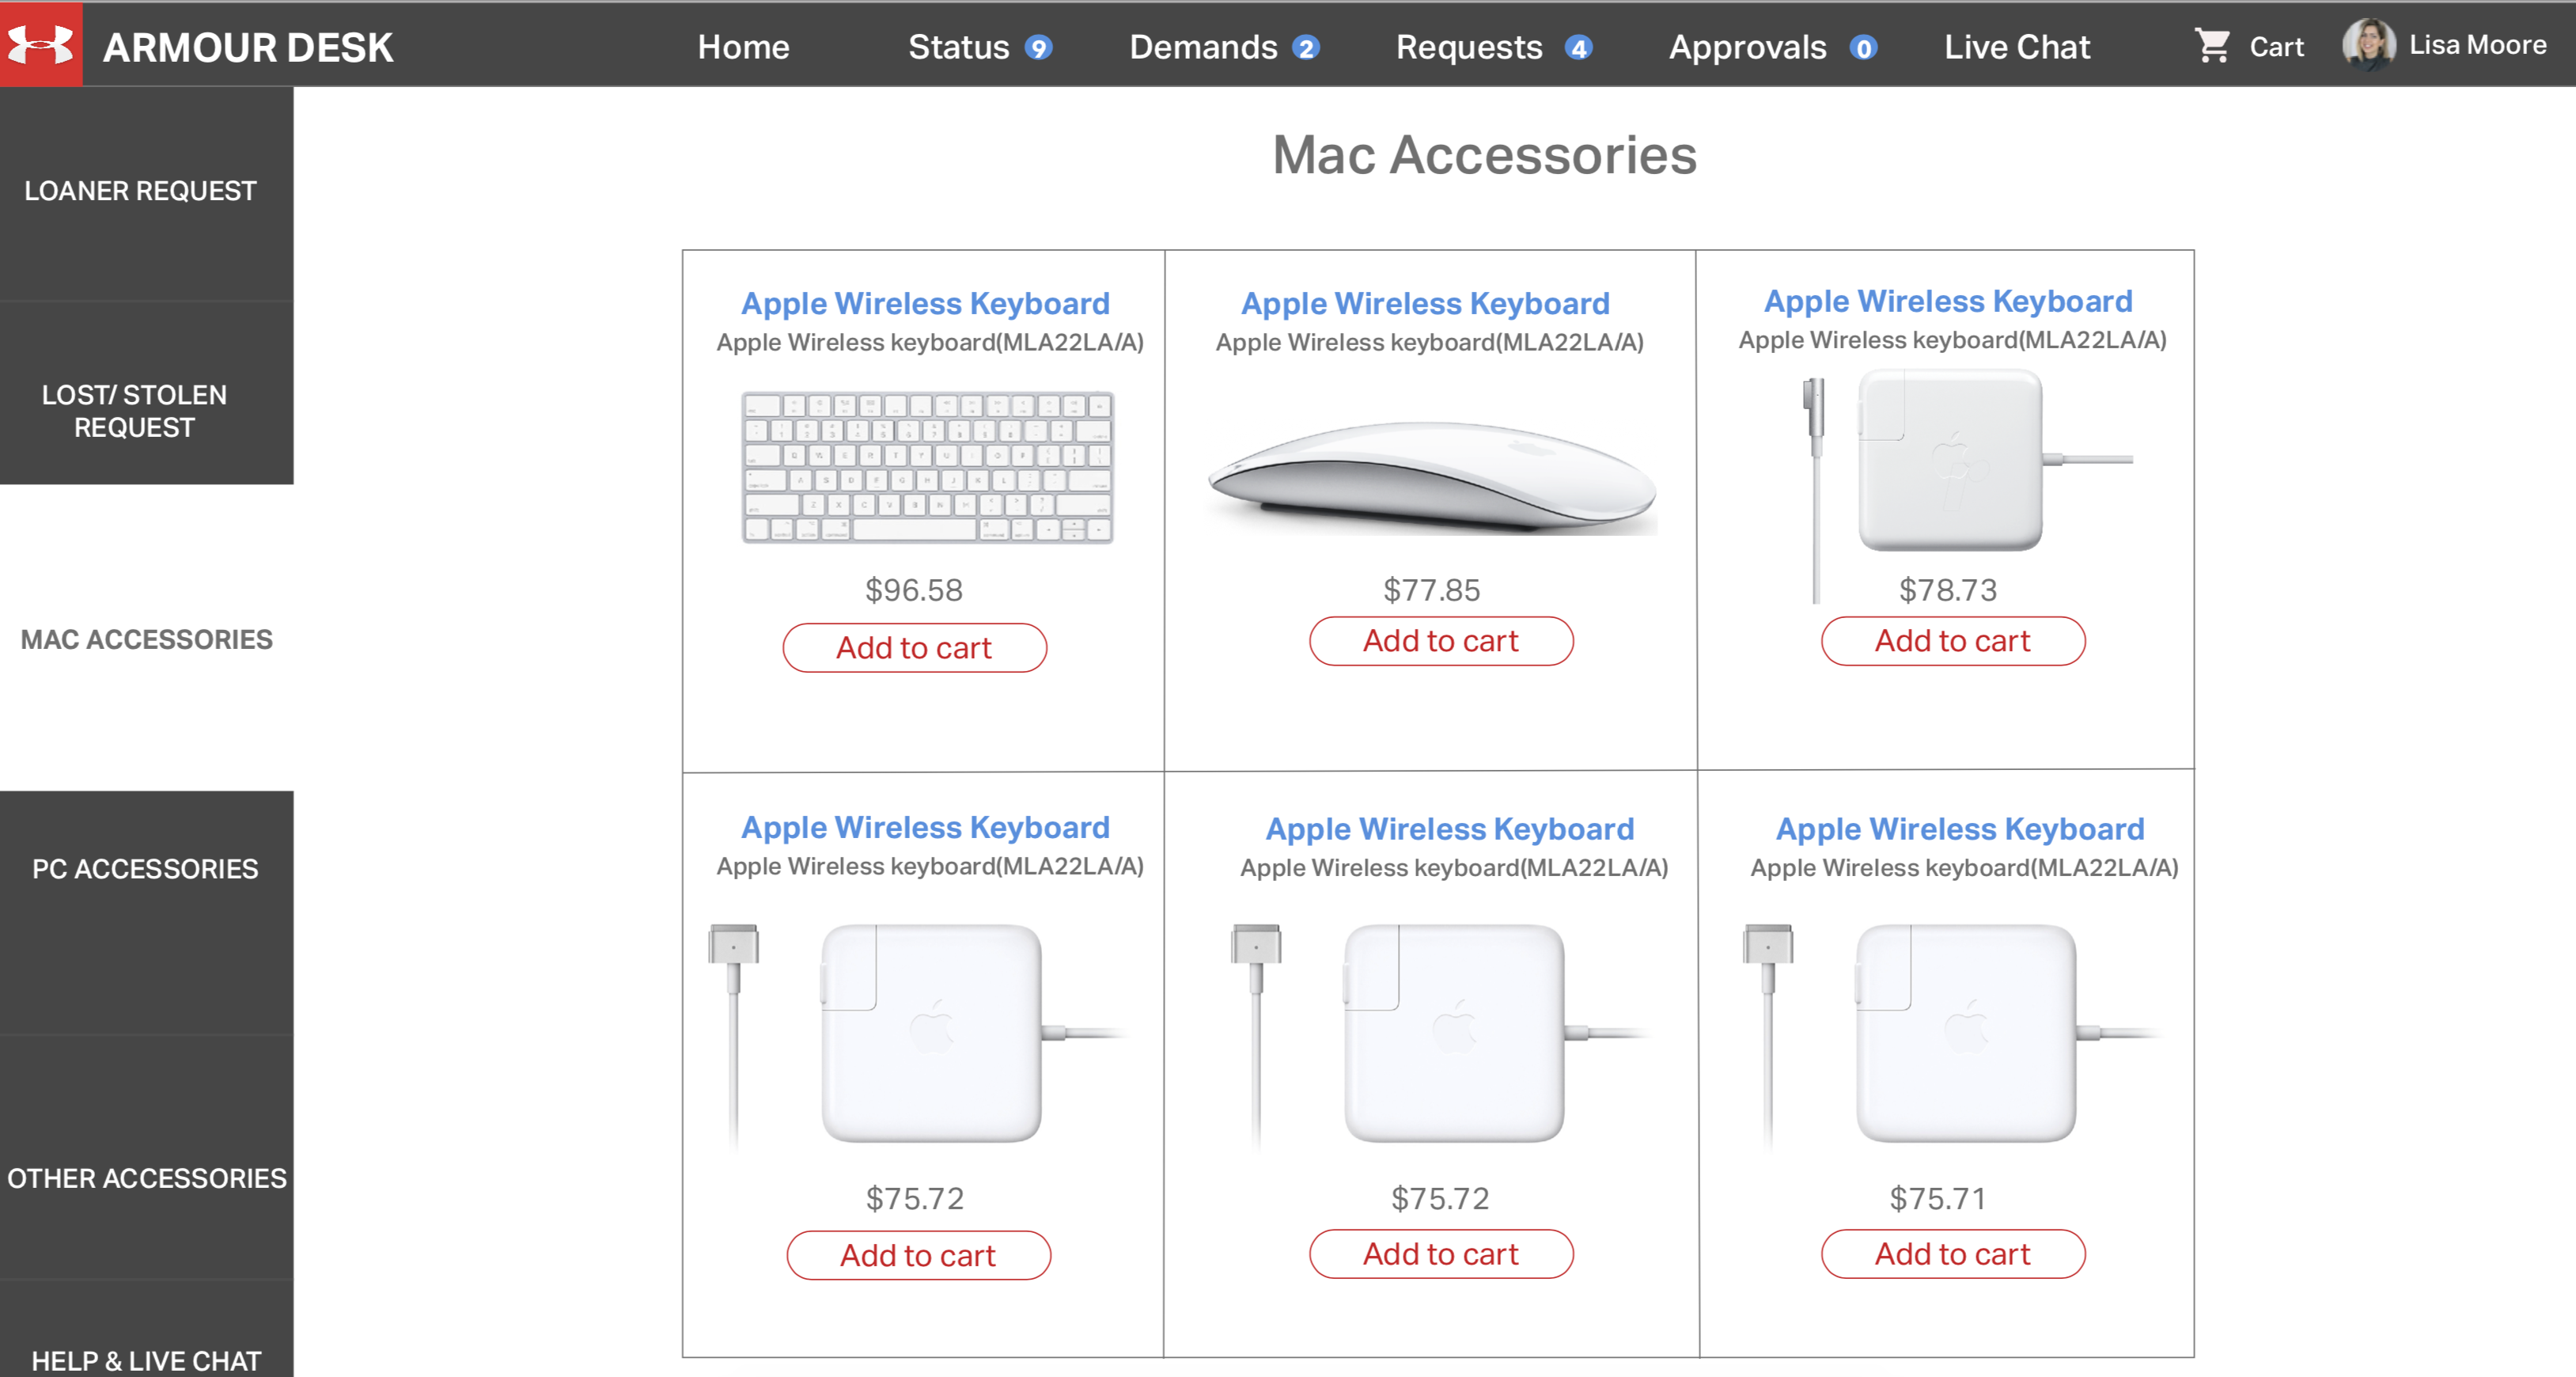 ARMOUR DESK
Home
Status 9
Demands 2
Requests 4
Approvals 0
Live Chat
Cart
Lisa Moore
LOANER REQUEST
LOST/ STOLEN
REQUEST
MAC ACCESSORIES
PC ACCESSORIES
OTHER ACCESSORIES
HELP & LIVE CHAT
Mac Accessories
Apple Wireless Keyboard
Apple Wireless keyboard(MLA22LA/A)
$96.58
Add to cart
Apple Wireless Keyboard
Apple Wireless keyboard(MLA22LA/A)
$77.85
Add to cart
Apple Wireless Keyboard
Apple Wireless keyboard(MLA22LA/A)
$78.73
Add to cart
Apple Wireless Keyboard
Apple Wireless keyboard(MLA22LA/A)
$75.72
Add to cart
Apple Wireless Keyboard
Apple Wireless keyboard(MLA22LA/A)
$75.72
Add to cart
Apple Wireless Keyboard
Apple Wireless keyboard(MLA22LA/A)
$75.71
Add to cart